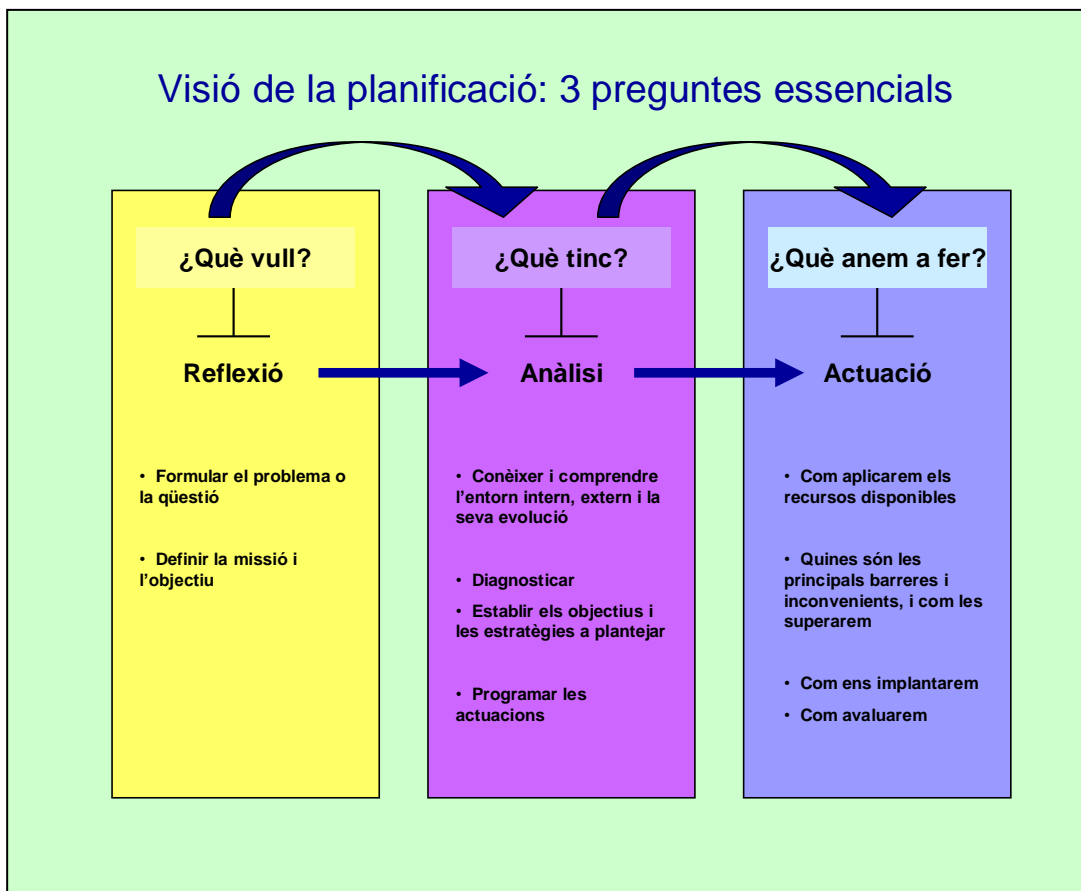 Visió de la planificació: 3 preguntes essencials
¿Què vull?
Reflexió
• Formular el problema o
la qüestió
• Definir la missió i
l’objectiu
¿Què tinc?
Anàlisi
• Conèixer i comprendre
l’entorn intern, extern i la
seva evolució
• Diagnosticar
• Establir els objectius i
les estratègies a plantejar
• Programar les
actuacions
¿Què anem a fer?
Actuació
• Com aplicarem els
recursos disponibles
• Quines són les
principals barreres i
inconvenients, i com les
superarem
• Com ens implantarem
• Com avaluarem